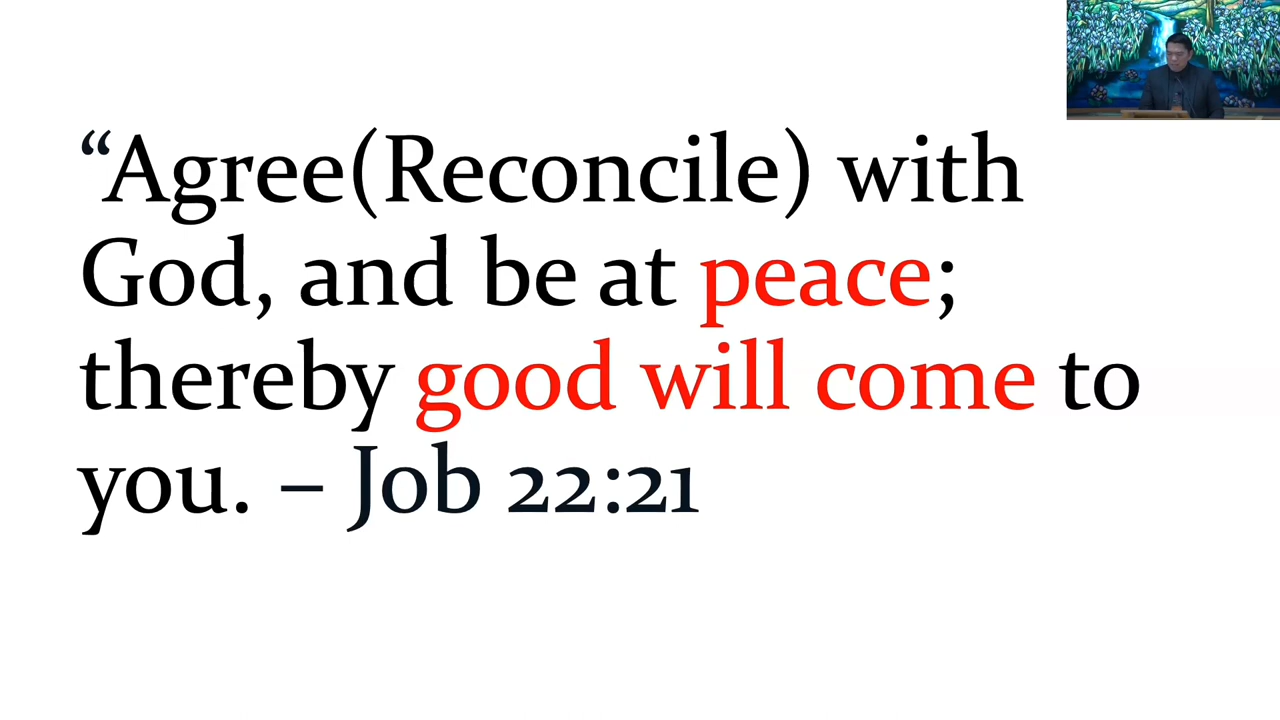 “Agree(Reconcile) with
God, and be at peace;
thereby good will come to
you. – Job 22:21